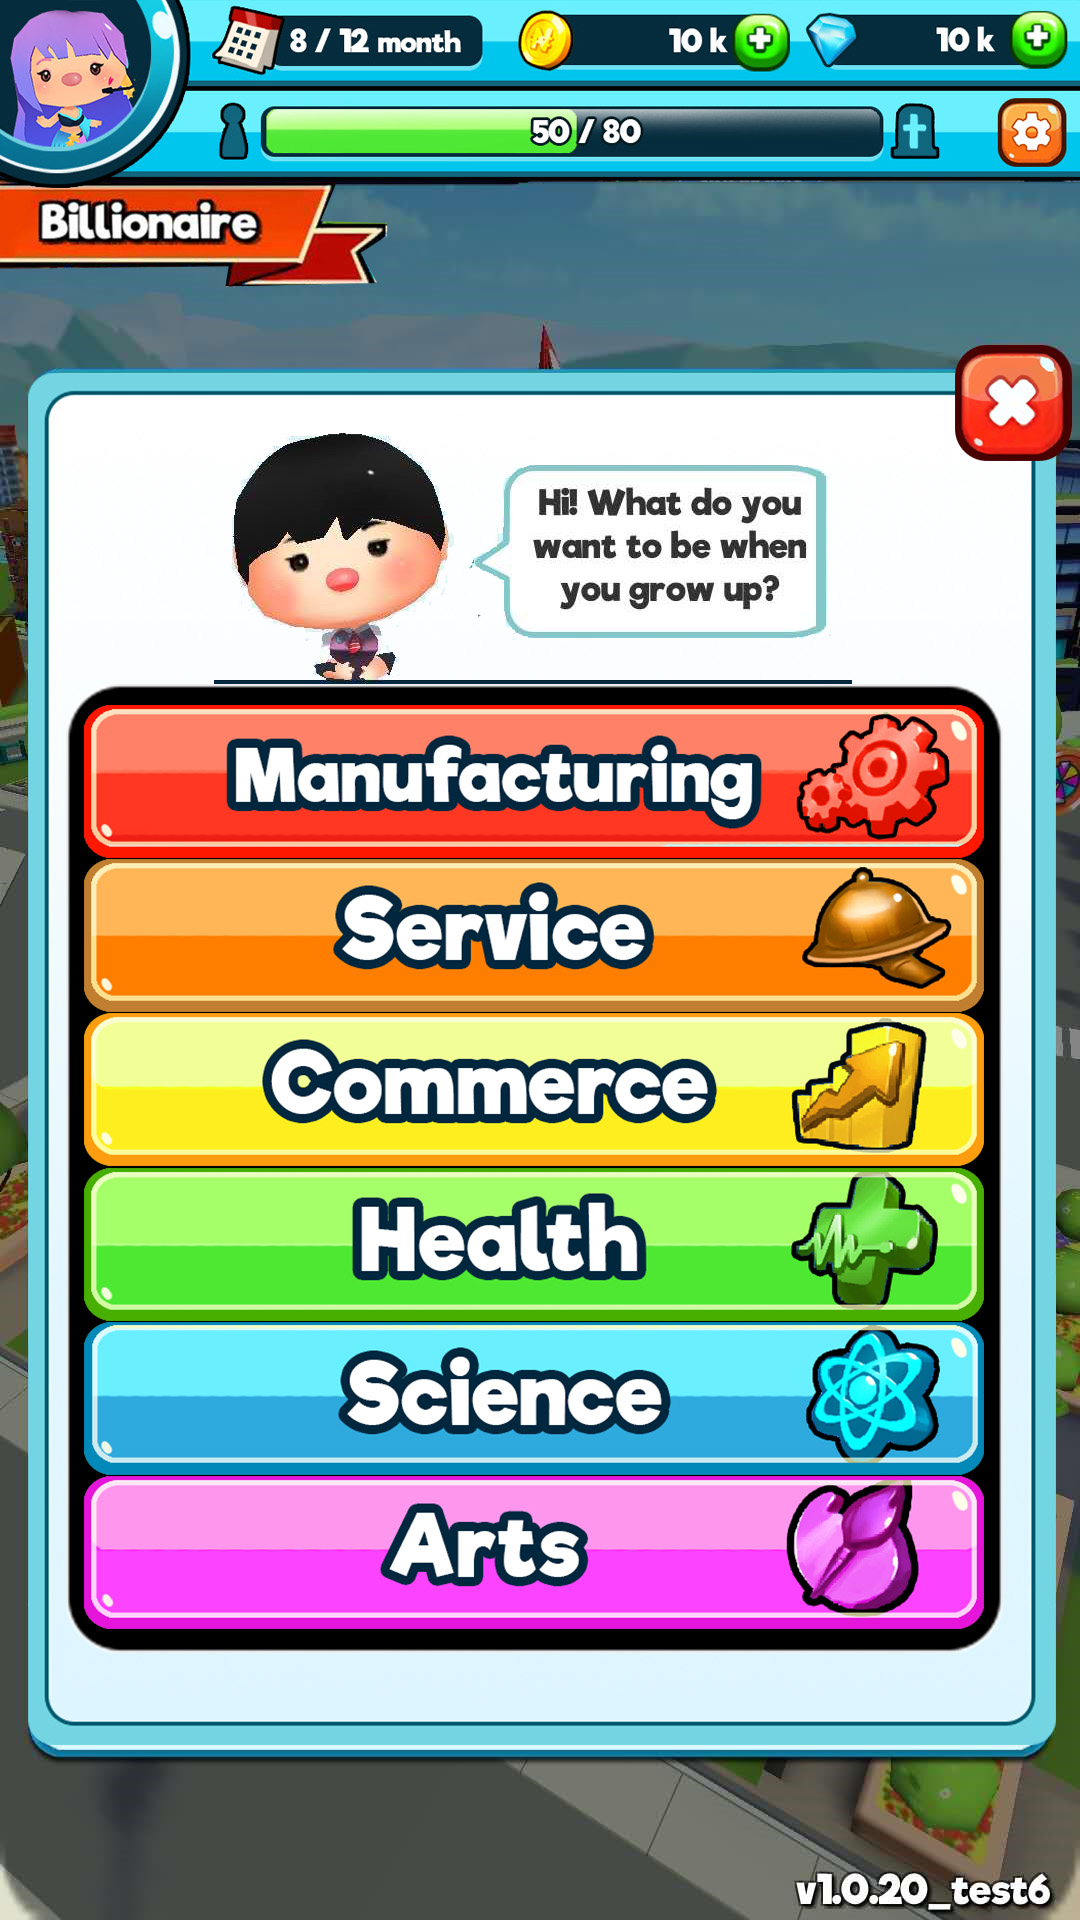 8 / 12 month
10 k
10 k
50 / 80
Billionaire
Hi! What do you
want to be when
you grow up?
Manufacturing
Service
Commerce
Health
Science
Arts
v1.0.20_test6